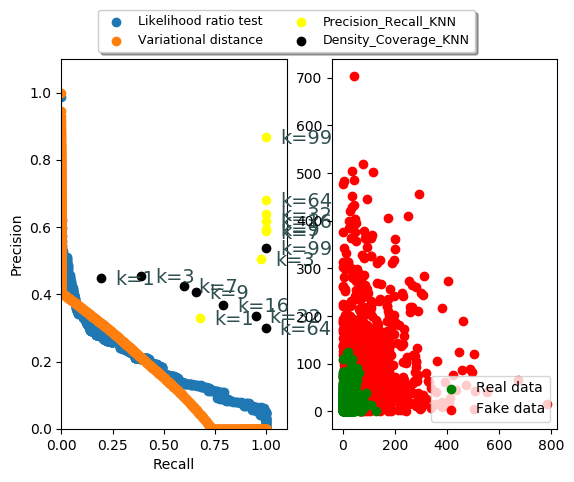 Likelihood ratio test
Variational distance
Precision_Recall_KNN
Density_Coverage_KNN
1.0
0.8
0.6
0.4
0.2
0.0
Precision
k=99
k=64
k=7
k=99
k=3
k=1
k=3
k=7
k=9
k=16
k=64
k=1
0.00
0.25
0.50
0.75
1.00
Recall
700
600
500
400
300
200
100
0
0
200
400
600
800
Real data
Fake data